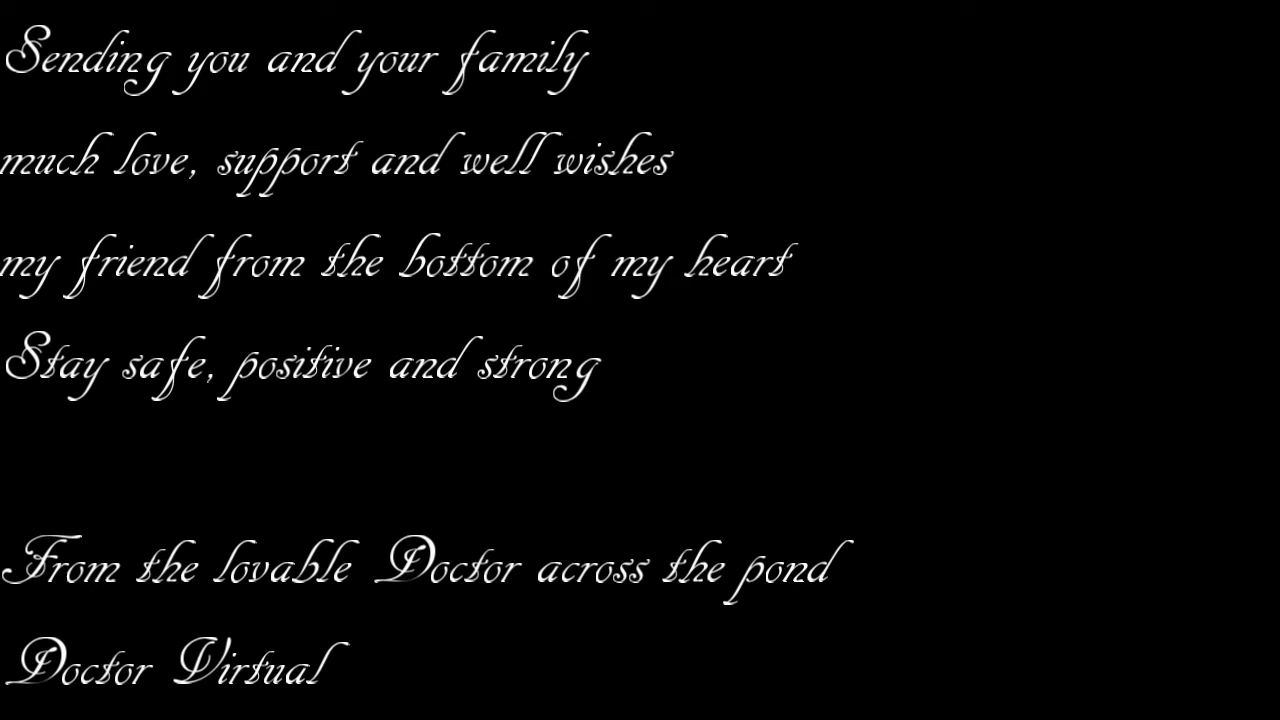 Sending you and your family
much love, support and well wishes
my friend from the bottom of my heart
Stay safe, positive and strong
From the lovable Doctor across the pond
Doctor Virtual